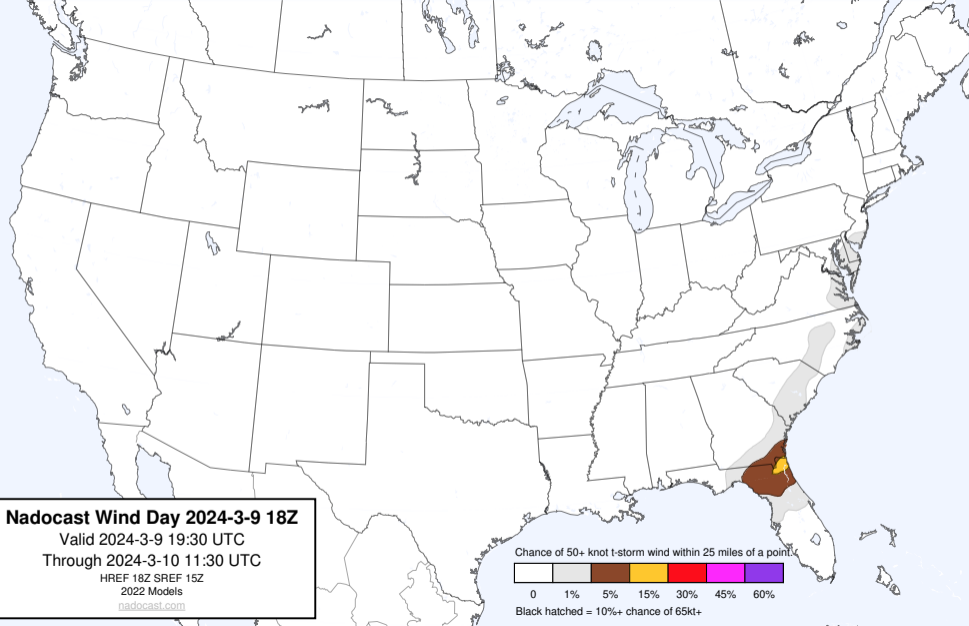 Nadocast Wind Day 2024-3-9 18Z
Valid 2024-3-9 19:30 UTC
Through 2024-3-10 11:30 UTC
HREF 18Z SREF 15Z
2022 Models
nadocast.com
Chance of 50+ knot t-storm wind within 25 miles of a point.
0 1% 5% 15% 30% 45% 60%
Black hatched = 10%+ chance of 65kt+